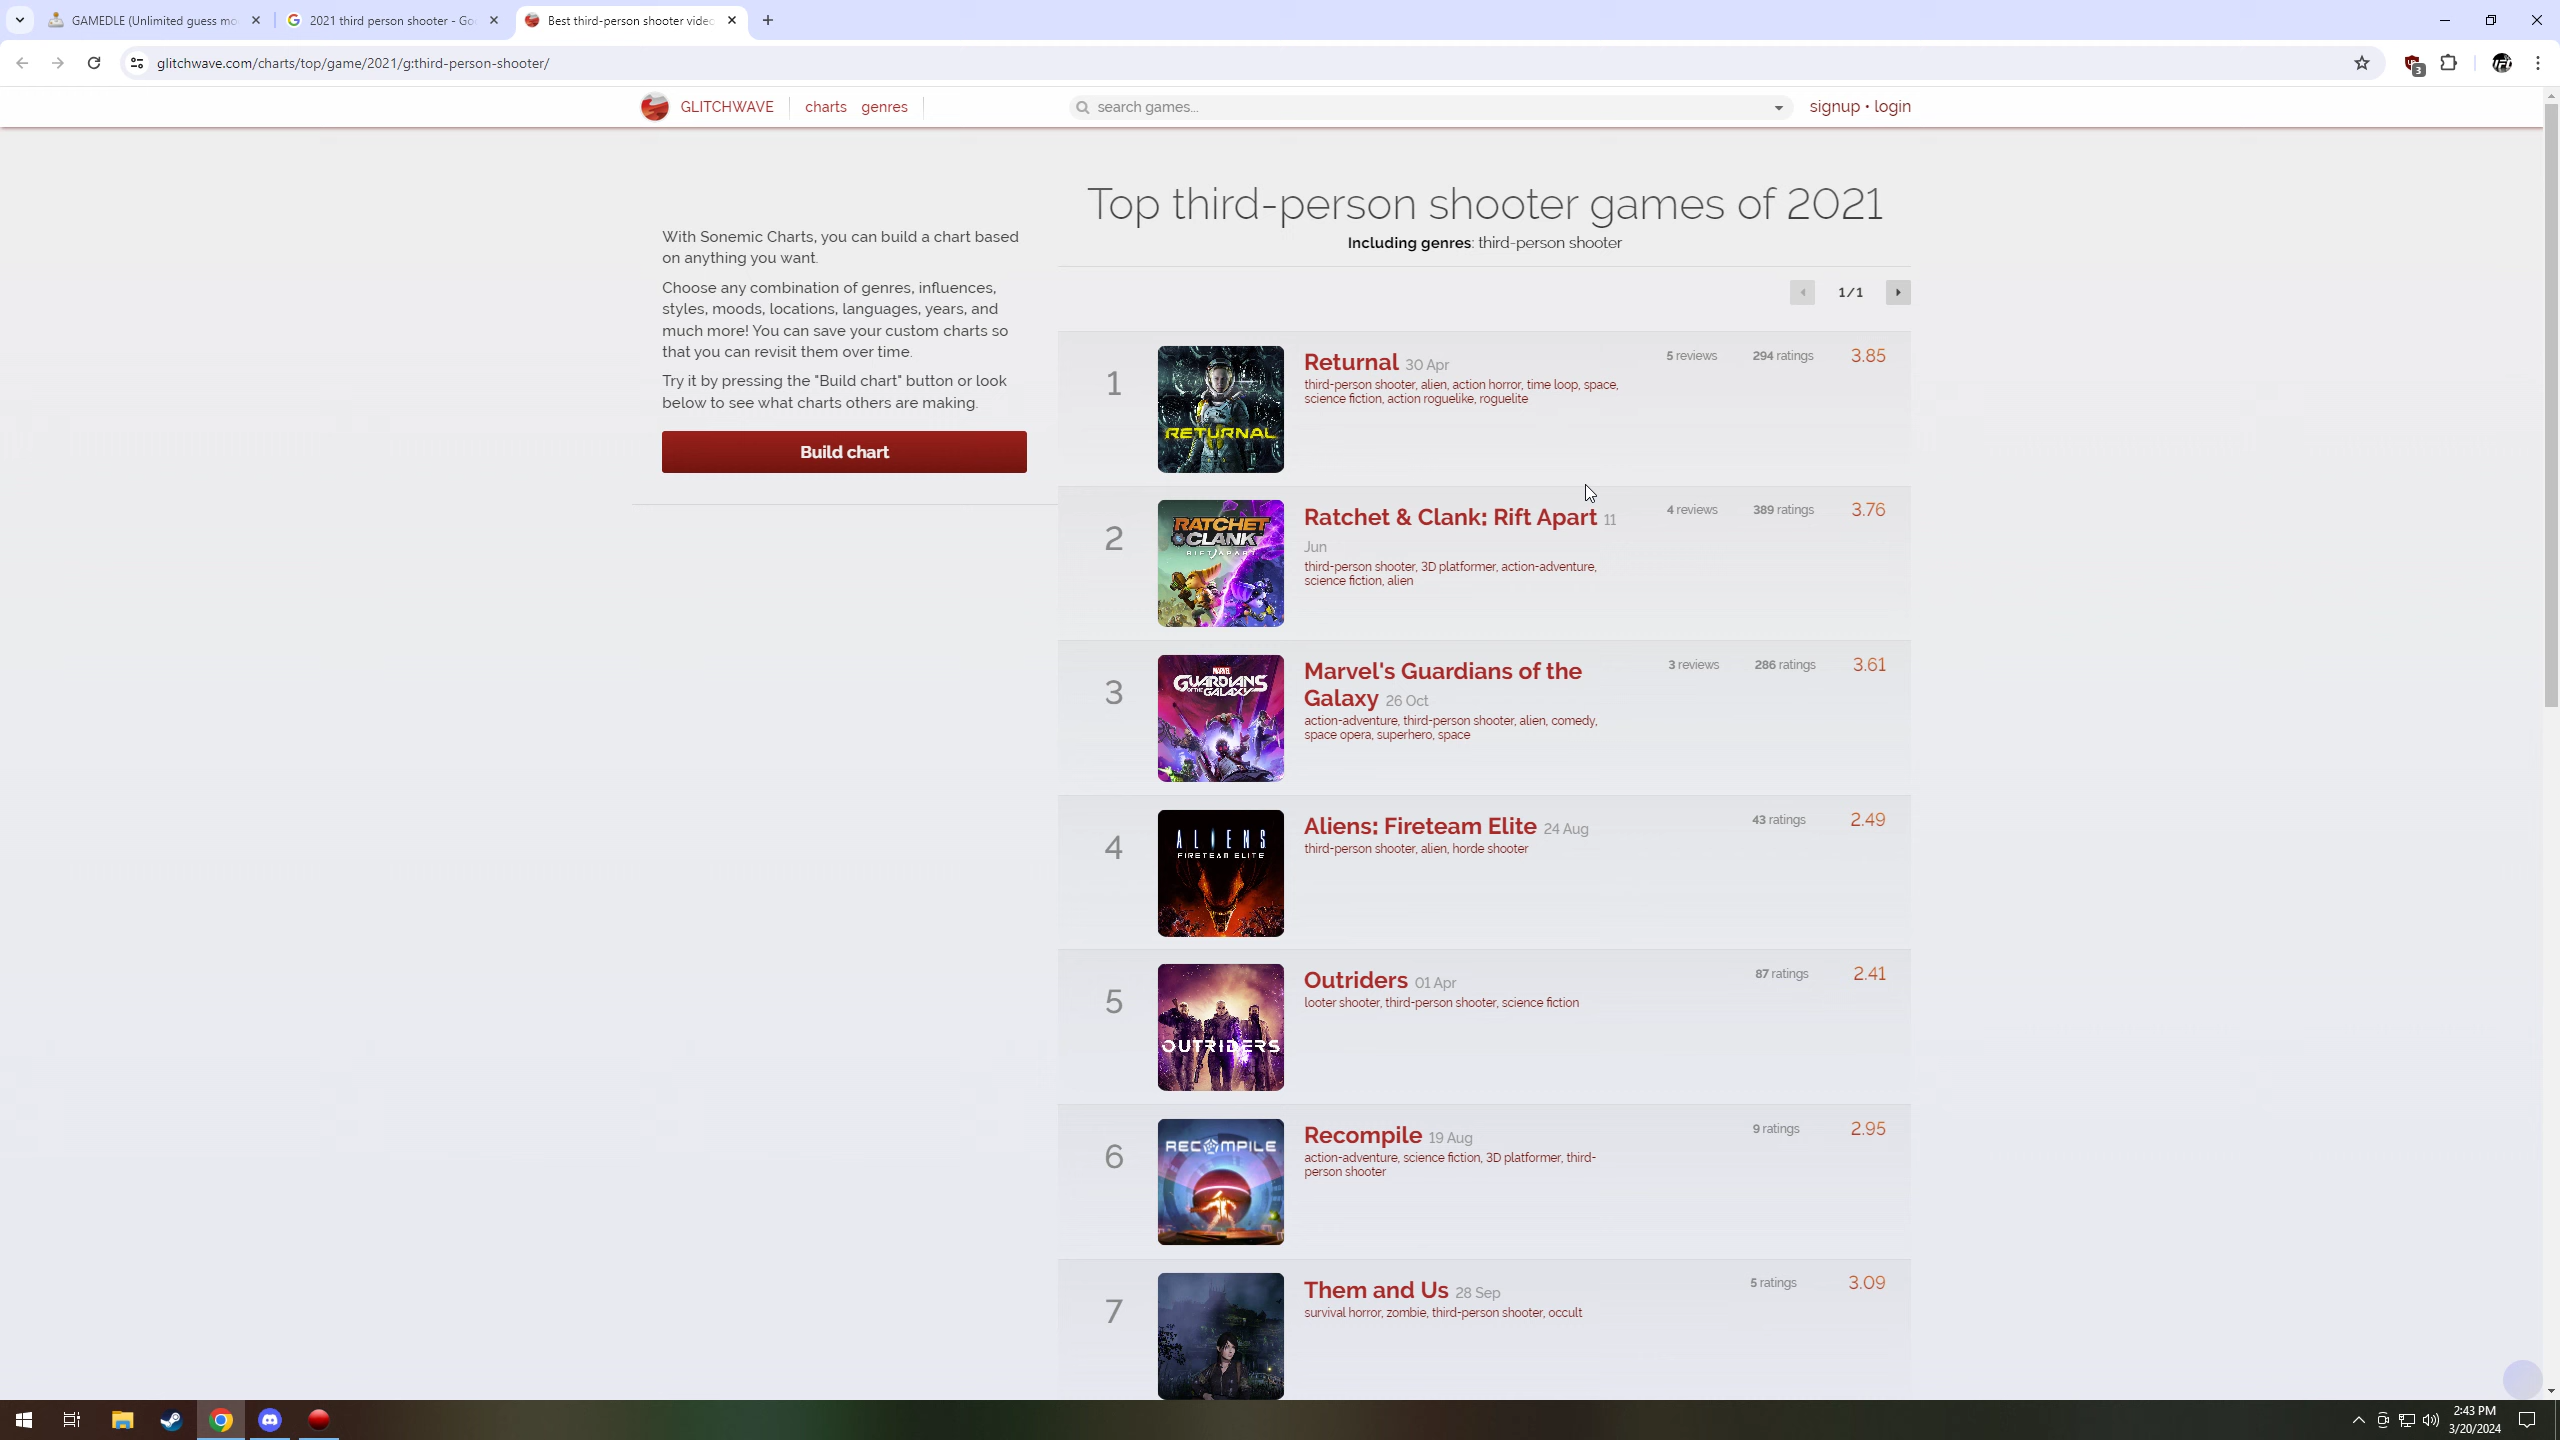 GAMEDLE (Unlimited guess mo
2021 third person shooter - Goo
Best third-person shooter video
glitchwave.com/charts/top/game/2021/g:third-person-shooter/
3
GLITCHWAVE
charts
genres
search games...
signup • login
Top third-person shooter games of 2021
Including genres: third-person shooter
With Sonemic Charts, you can build a chart based
on anything you want.
Choose any combination of genres, influences,
styles, moods, locations, languages, years, and
much more! You can save your custom charts so
that you can revisit them over time.
Try it by pressing the "Build chart" button or look
below to see what charts others are making.
Build chart
1/1
1
RETURNAL
Returnal 30 Apr
third-person shooter, alien, action horror, time loop, space,
science fiction, action roguelike, roguelite
5 reviews
294 ratings
3.85
2
RATCHET
& CLANK
RIFT APART
Ratchet & Clank: Rift Apart 11
Jun
third-person shooter, 3D platformer, action-adventure,
science fiction, alien
4 reviews
389 ratings
3.76
3
MARVEL
GUARDIANS
OF THE GALAXY
Marvel's Guardians of the
Galaxy 26 Oct
action-adventure, third-person shooter, alien, comedy,
space opera, superhero, space
3 reviews
286 ratings
3.61
4
ALIENS
FIRETEAM ELITE
Aliens: Fireteam Elite 24 Aug
third-person shooter, alien, horde shooter
43 ratings
2.49
5
OUTRIDERS
Outriders 01 Apr
looter shooter, third-person shooter, science fiction
87 ratings
2.41
6
RECOMPILE
Recompile 19 Aug
action-adventure, science fiction, 3D platformer, third-
person shooter
9 ratings
2.95
7
Them and Us 28 Sep
survival horror, zombie, third-person shooter, occult
5 ratings
3.09
2:43 PM
3/20/2024